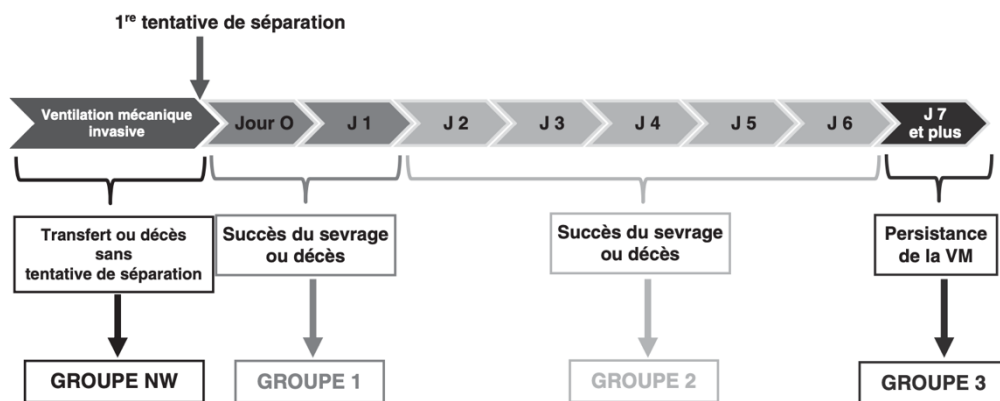 1re tentative de séparation
Ventilation mécanique
invasive
Jour O
J 1
J 2
J 3
J 4
J 5
J 6
J 7
et plus
Transfert ou décès
sans
tentative de séparation
Succès du sevrage
ou décès
Succès du sevrage
ou décès
Persistance
de la VM
GROUPE NW
GROUPE 1
GROUPE 2
GROUPE 3